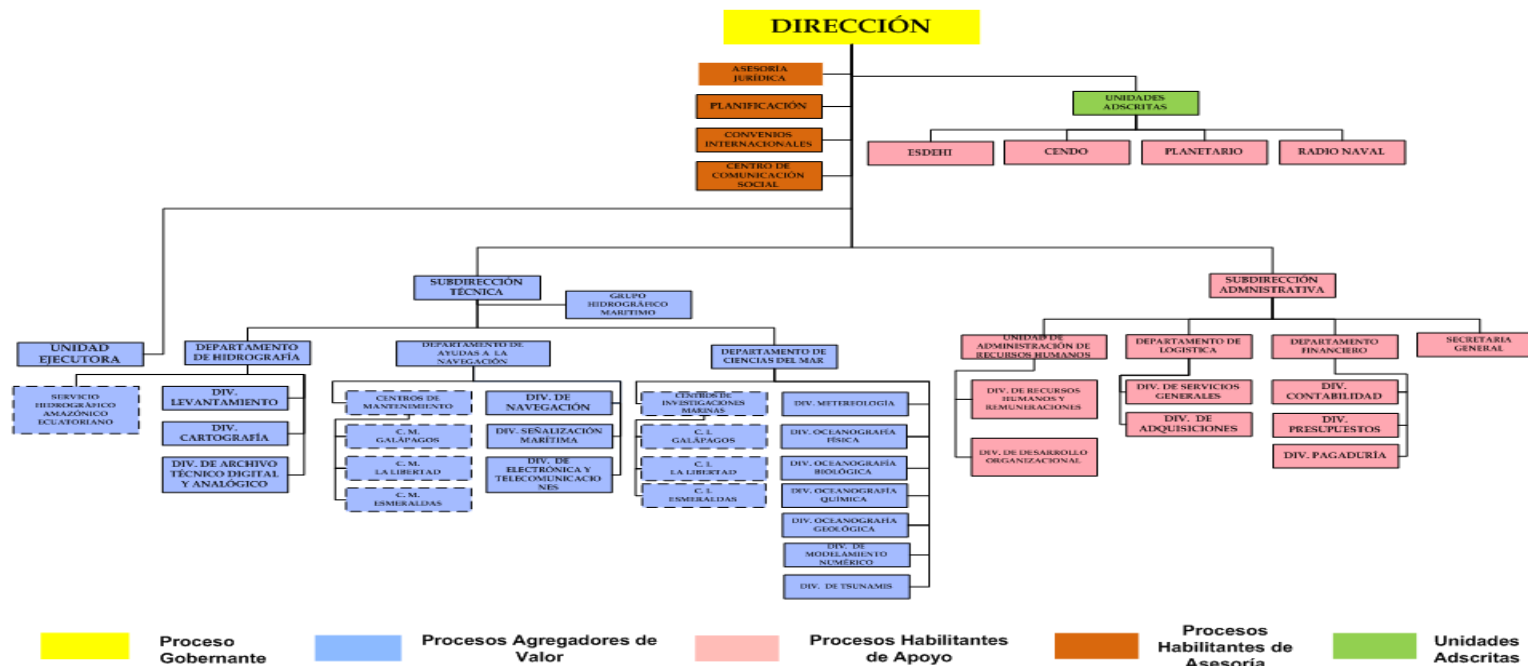 DIRECCIÓN
ASESORÍA
JURÍDICA
PLANIFICACIÓN
CONVENIOS
INTERNACIONALES
CENTRO DE
COMUNICACIÓN
SOCIAL
UNIDADES
ADSCRITAS
ESDEHI
CENDO
PLANETARIO
RADIO NAVAL
SUBDIRECCIÓN
TÉCNICA
GRUPO
HIDROGRÁFICO
MARITIMO
SUBDIRECCIÓN
ADMNISTRATIVA
UNIDAD
EJECUTORA
DEPARTAMENTO
DE HIDROGRAFÍA
SERVICIO
HIDROGRÁFICO
AMAZÓNICO
ECUATORIANO
DIV.
LEVANTAMIENTO
DIV.
CARTOGRAFÍA
DIV. DE ARCHIVO
TÉCNICO DIGITAL
Y ANALÓGICO
DEPARTAMENTO DE
AYUDAS A LA
NAVEGACIÓN
CENTROS DE
MANTENIMIENTO
C. M.
GALÁPAGOS
C. M.
LA LIBERTAD
C. M.
ESMERALDAS
DIV. DE
NAVEGACIÓN
DIV. SEÑALIZACIÓN
MARÍTIMA
DIV. DE
ELECTRÓNICA Y
TELECOMUNICACIO
NES
DEPARTAMENTO DE
CIENCIAS DEL MAR
CENTROS DE
INVESTIGACIONES
MARINAS
C. I.
GALÁPAGOS
C. I.
LA LIBERTAD
C. I.
ESMERALDAS
DIV. METEREOLOGÍA
DIV. OCEANOGRAFÍA
FÍSICA
DIV. OCEANOGRAFÍA
BIOLÓGICA
DIV. OCEANOGRAFÍA
QUÍMICA
DIV. OCEANOGRAFÍA
GEOLÓGICA
DIV. DE
MODELAMIENTO
NUMÉRICO
DIV. DE TSUNAMIS
UNIDAD DE
ADMINISTRACIÓN DE
RECURSOS HUMANOS
DIV. DE RECURSOS
HUMANOS Y
REMUNERACIONES
DIV. DE DESARROLLO
ORGANIZACIONAL
DEPARTAMENTO DE
LOGISTICA
DIV. DE SERVICIOS
GENERALES
DIV. DE
ADQUISICIONES
DEPARTAMENTO
FINANCIERO
DIV.
CONTABILIDAD
DIV.
PRESUPUESTOS
DIV. PAGADURÍA
SECRETARIA
GENERAL
Proceso
Gobernante
Procesos Agregadores de
Valor
Procesos Habilitantes
de Apoyo
Procesos
Habilitantes de
Asesoría
Unidades
Adscritas